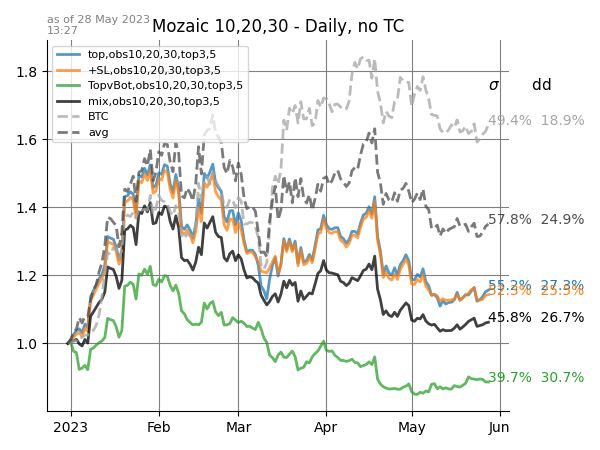 as of 28 May 2023
13:27
Mozaic 10,20,30 - Daily, no TC
top,obs10,20,30,top3,5
+SL,obs10,20,30,top3,5
TopvBot,obs10,20,30,top3,5
mix,obs10,20,30,top3,5
BTC
avg
σ dd
49.4% 18.9%
57.8% 24.9%
55.2% 27.2%
52.3% 25.5%
45.8% 26.7%
39.7% 30.7%
1.8
1.6
1.4
1.2
1.0
2023 Feb Mar Apr May Jun